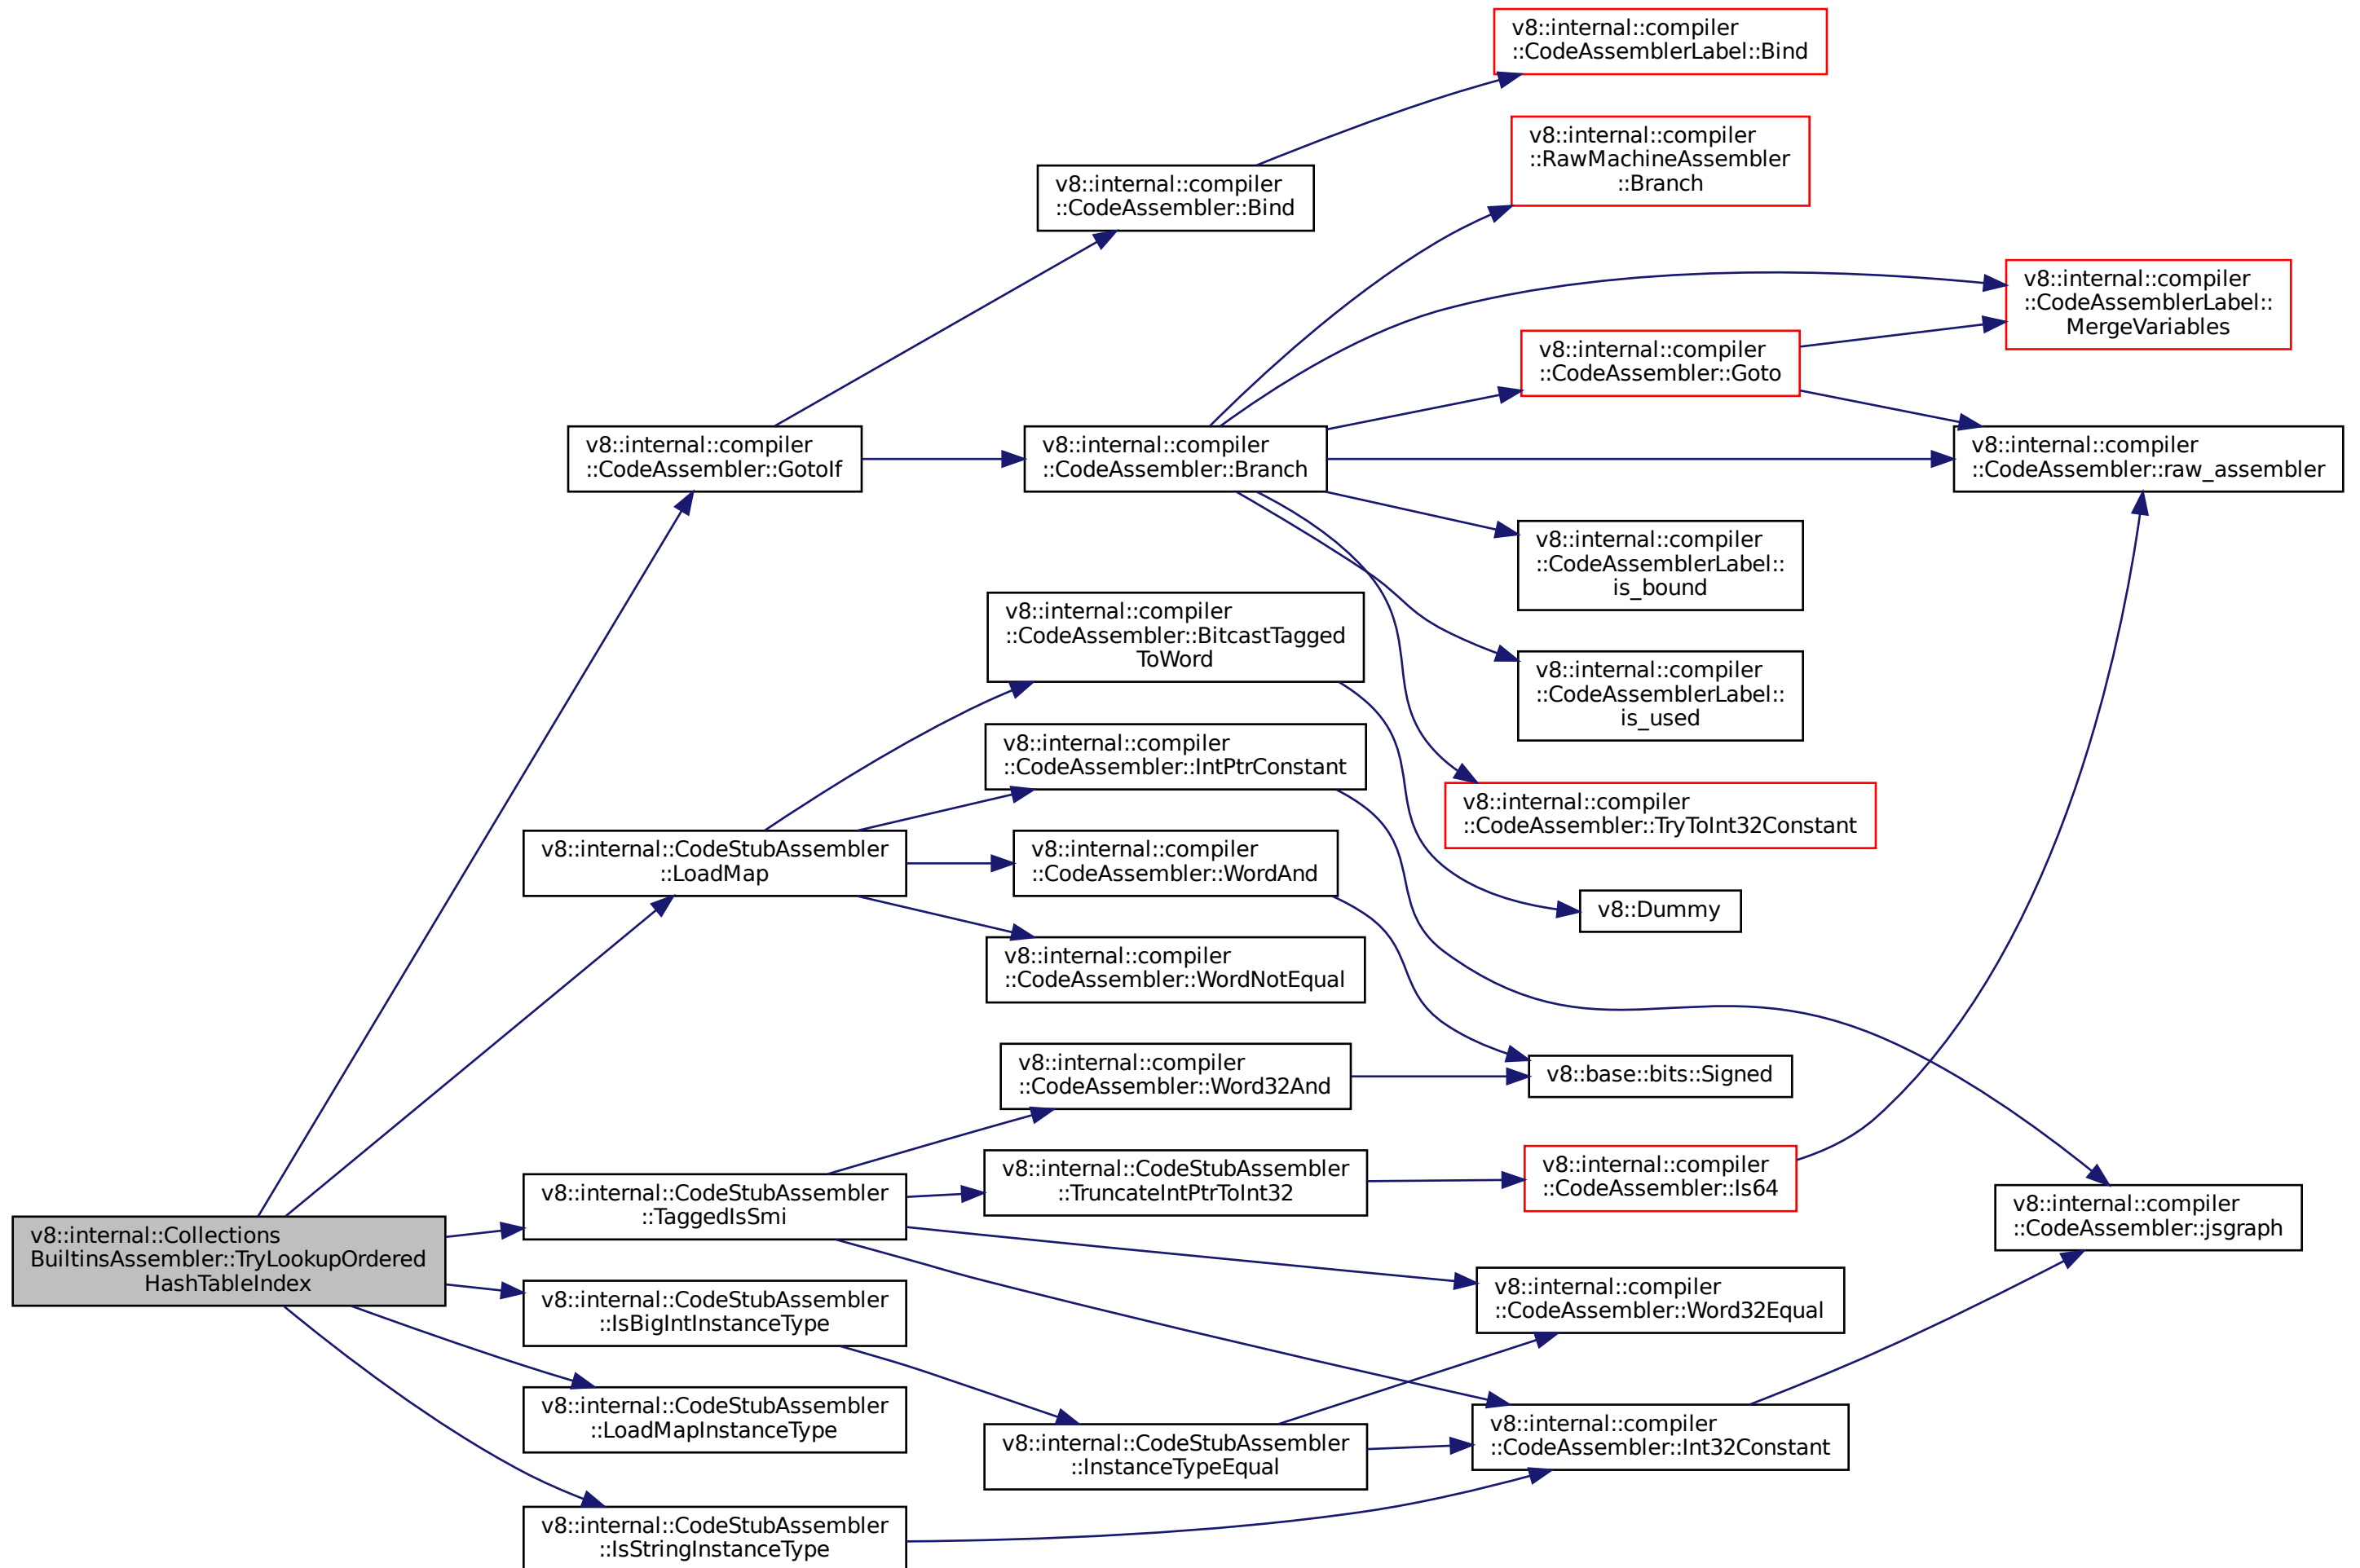 v8::internal::compiler
::CodeAssemblerLabel::Bind
v8::internal::compiler
::RawMachineAssembler
::Branch
v8::internal::compiler
::CodeAssembler::Bind
v8::internal::compiler
::CodeAssemblerLabel::
MergeVariables
v8::internal::compiler
::CodeAssembler::Goto
v8::internal::compiler
::CodeAssembler::GotoIf
v8::internal::compiler
::CodeAssembler::Branch
v8::internal::compiler
::CodeAssembler::raw_assembler
v8::internal::compiler
::CodeAssemblerLabel::
is_bound
v8::internal::compiler
::CodeAssembler::BitcastTagged
ToWord
v8::internal::compiler
::CodeAssemblerLabel::
is_used
v8::internal::compiler
::CodeAssembler::IntPtrConstant
v8::internal::compiler
::CodeAssembler::TryToInt32Constant
v8::internal::CodeStubAssembler
::LoadMap
v8::internal::compiler
::CodeAssembler::WordAnd
v8::Dummy
v8::internal::compiler
::CodeAssembler::WordNotEqual
v8::internal::compiler
::CodeAssembler::Word32And
v8::base::bits::Signed
v8::internal::CodeStubAssembler
::TaggedIsSmi
v8::internal::CodeStubAssembler
::TruncateIntPtrToInt32
v8::internal::compiler
::CodeAssembler::Is64
v8::internal::compiler
::CodeAssembler::jsgraph
v8::internal::Collections
BuiltinsAssembler::TryLookupOrdered
HashTableIndex
v8::internal::CodeStubAssembler
::IsBigIntInstanceType
v8::internal::compiler
::CodeAssembler::Word32Equal
v8::internal::CodeStubAssembler
::LoadMapInstanceType
v8::internal::CodeStubAssembler
::InstanceTypeEqual
v8::internal::compiler
::CodeAssembler::Int32Constant
v8::internal::CodeStubAssembler
::IsStringInstanceType